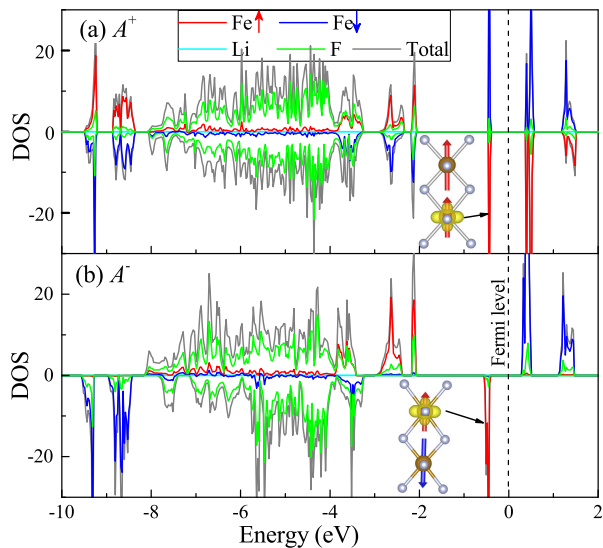 Fe Fe
Li F Total
(a) A+
20
0
-20
DOS
(b) A-
20
0
-20
DOS
Fermi level
-10 -8 -6 -4 -2 0 2
Energy (eV)